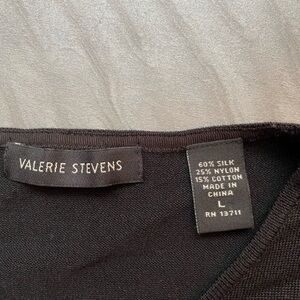 VALERIE STEVENS
60% SILK
25% NYLON
15% COTTON
MADE IN
CHINA
L
RN 13711